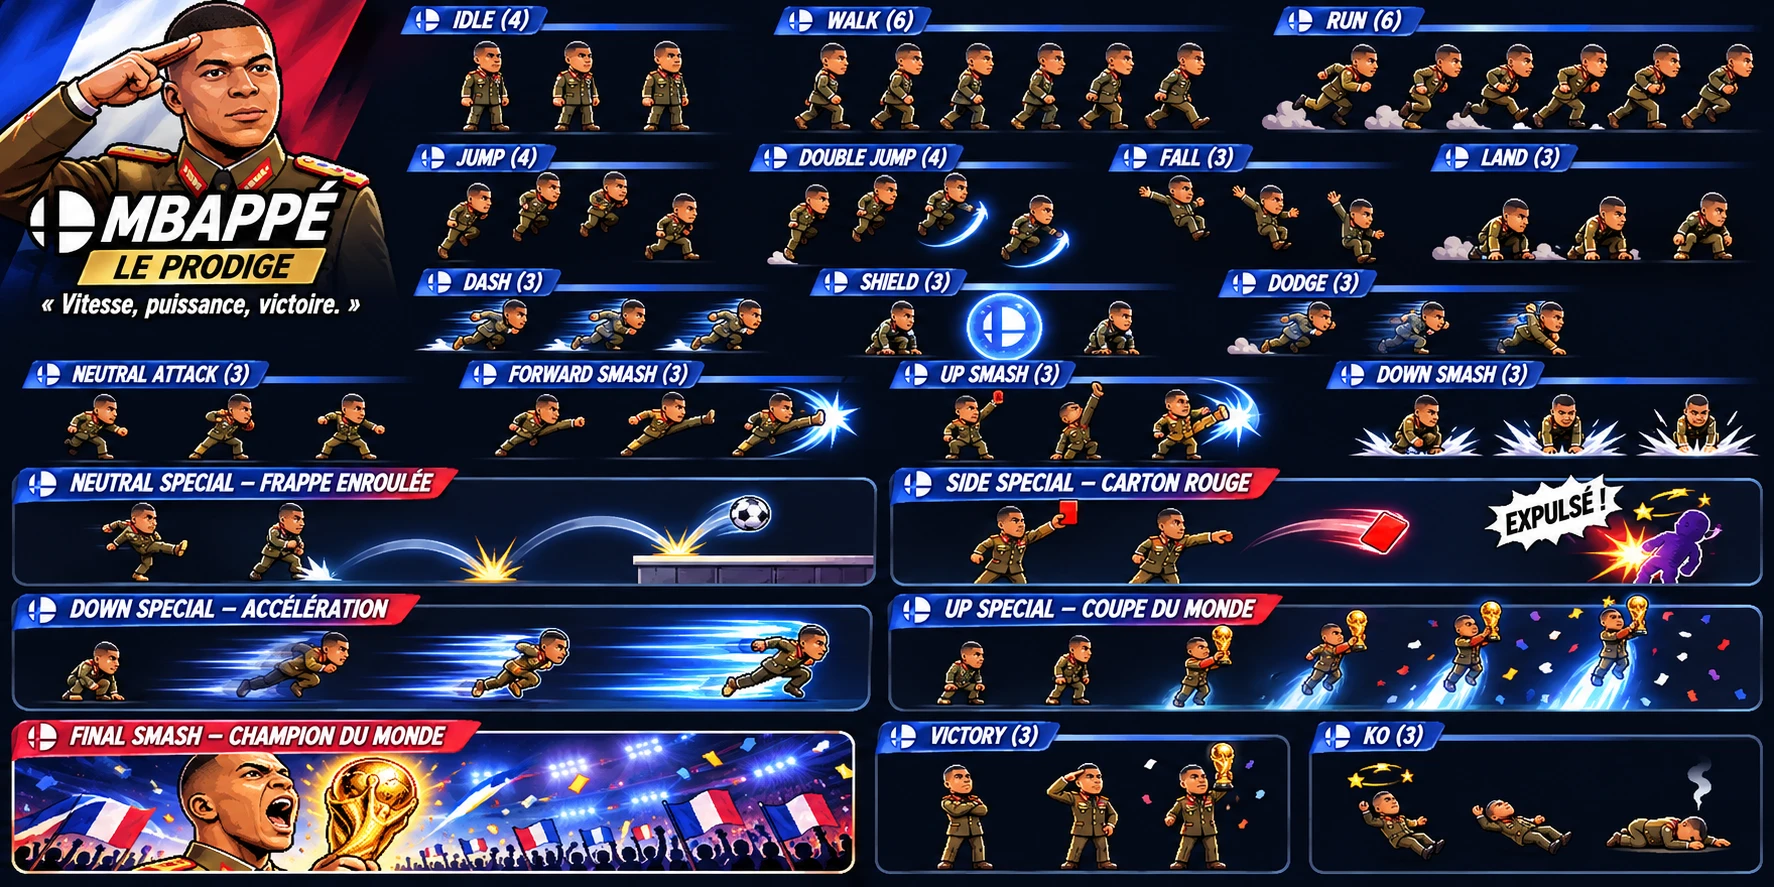 IDLE (4)
WALK (6)
RUN (6)
JUMP (4)
DOUBLE JUMP (4)
FALL (3)
LAND (3)
MBAPPÉ
LE PRODIGE
« Vitesse, puissance, victoire. »
DASH (3)
SHIELD (3)
DODGE (3)
NEUTRAL ATTACK (3)
FORWARD SMASH (3)
UP SMASH (3)
DOWN SMASH (3)
NEUTRAL SPECIAL – FRAPPE ENROULÉE
SIDE SPECIAL – CARTON ROUGE
EXPULSÉ !
DOWN SPECIAL – ACCÉLÉRATION
UP SPECIAL – COUPE DU MONDE
FINAL SMASH – CHAMPION DU MONDE
VICTORY (3)
KO (3)